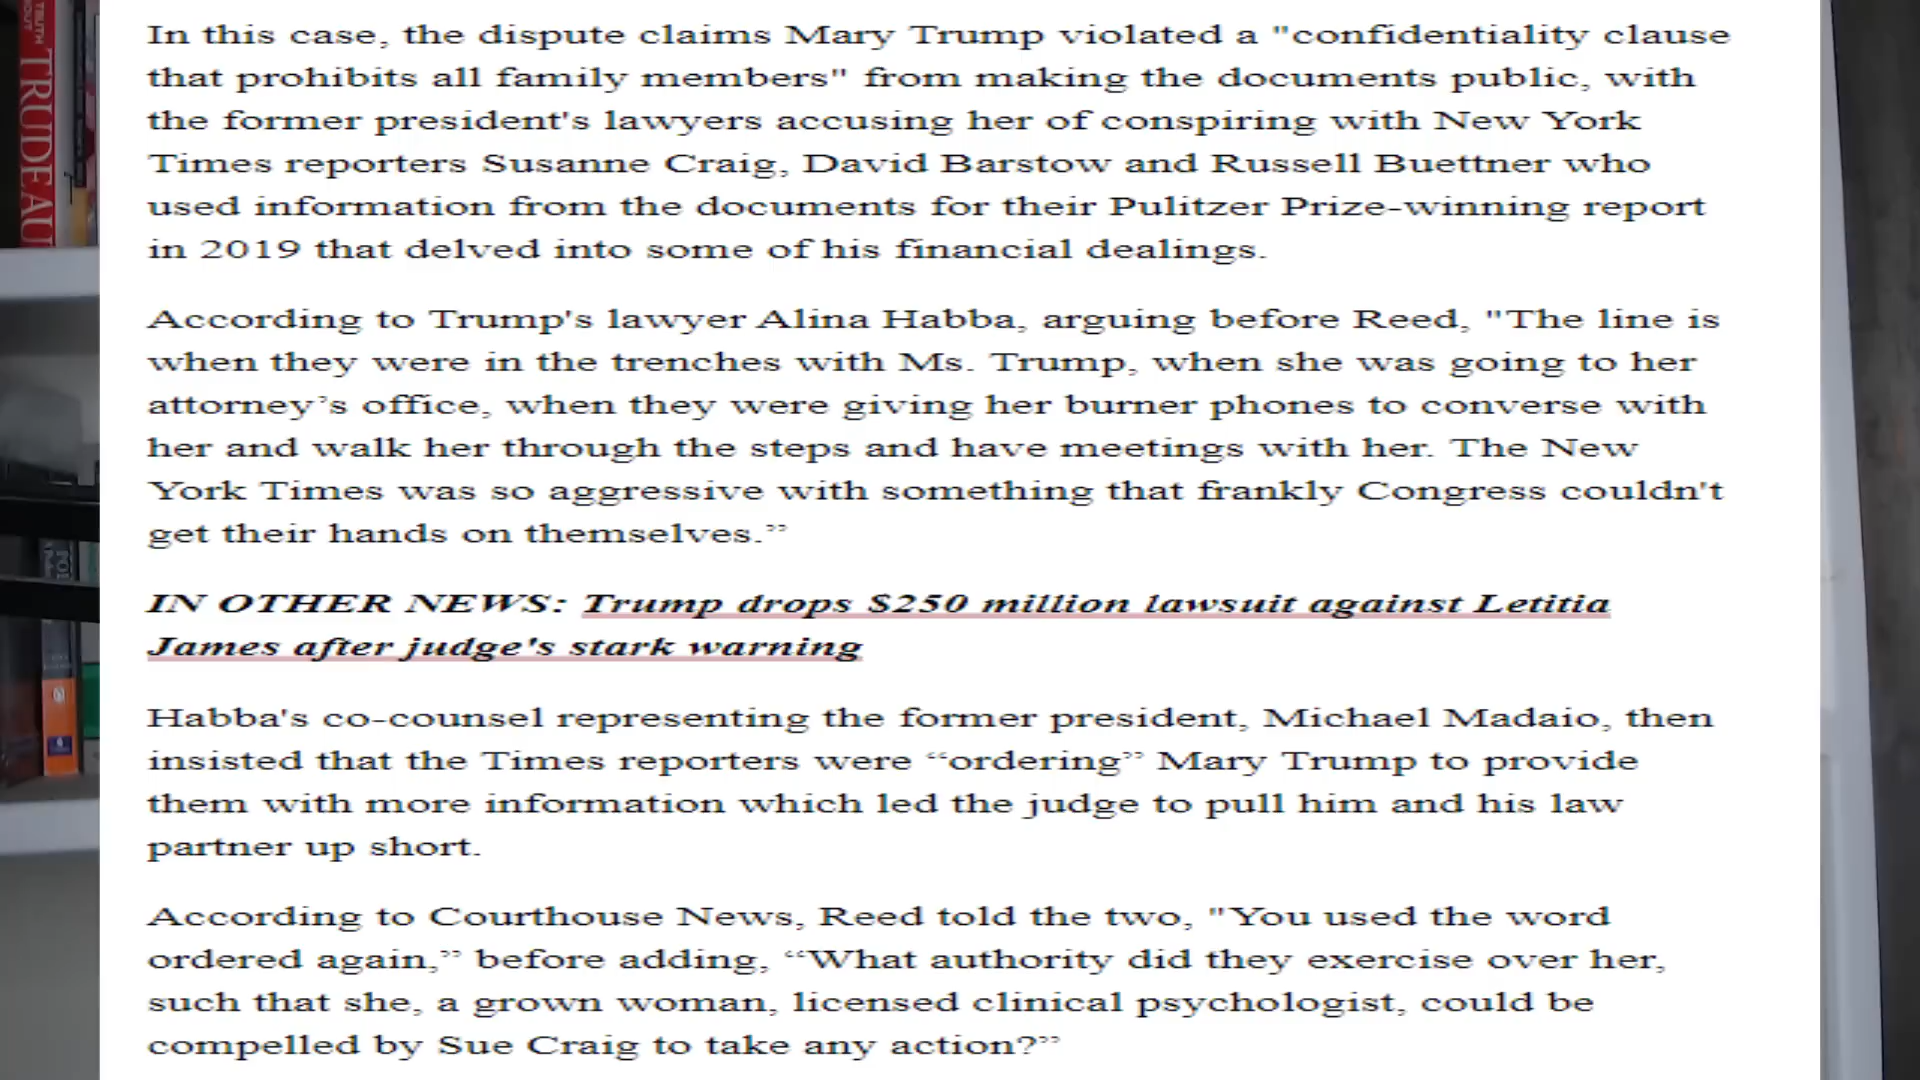 In this case, the dispute claims Mary Trump violated a "confidentiality clause
that prohibits all family members" from making the documents public, with
the former president's lawyers accusing her of conspiring with New York
Times reporters Susanne Craig, David Barstow and Russell Buettner who
used information from the documents for their Pulitzer Prize-winning report
in 2019 that delved into some of his financial dealings.
According to Trump's lawyer Alina Habba, arguing before Reed, "The line is
when they were in the trenches with Ms. Trump, when she was going to her
attorney’s office, when they were giving her burner phones to converse with
her and walk her through the steps and have meetings with her. The New
York Times was so aggressive with something that frankly Congress couldn't
get their hands on themselves.”
IN OTHER NEWS: Trump drops $250 million lawsuit against Letitia
James after judge's stark warning
Habba's co-counsel representing the former president, Michael Madaio, then
insisted that the Times reporters were “ordering” Mary Trump to provide
them with more information which led the judge to pull him and his law
partner up short.
According to Courthouse News, Reed told the two, "You used the word
ordered again,” before adding, “What authority did they exercise over her,
such that she, a grown woman, licensed clinical psychologist, could be
compelled by Sue Craig to take any action?”
TRUTH
TRUDEAU